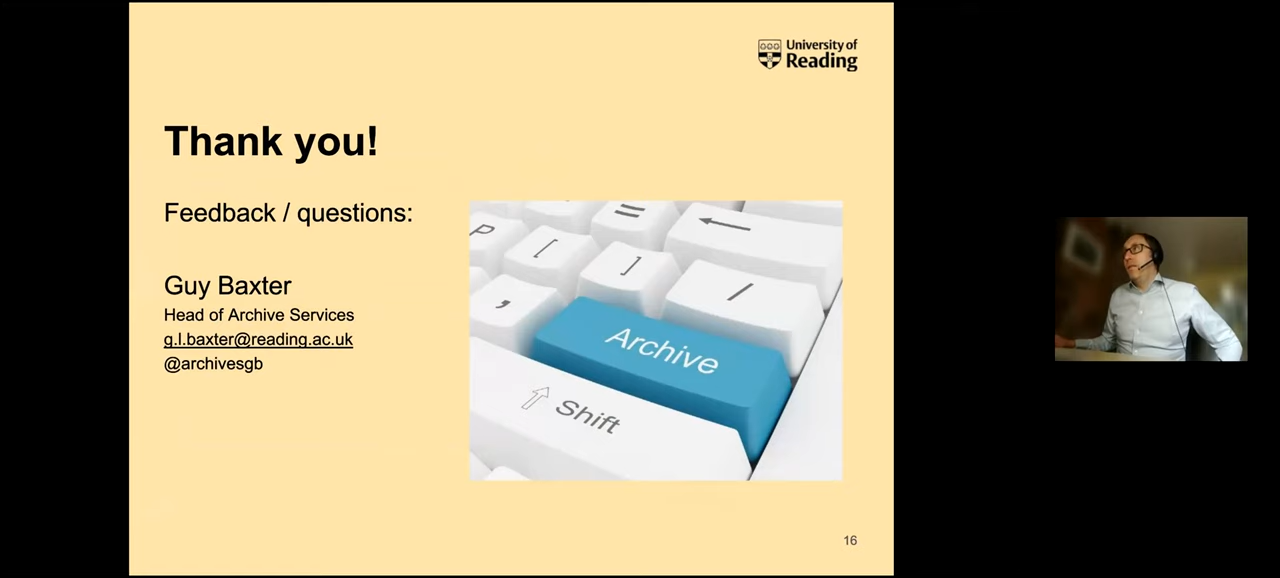 University of
Reading
Thank you!
Feedback / questions:
Guy Baxter
Head of Archive Services
g.l.baxter@reading.ac.uk
@archivesgb
=
P
[
]
/
,
Archive
Shift
16